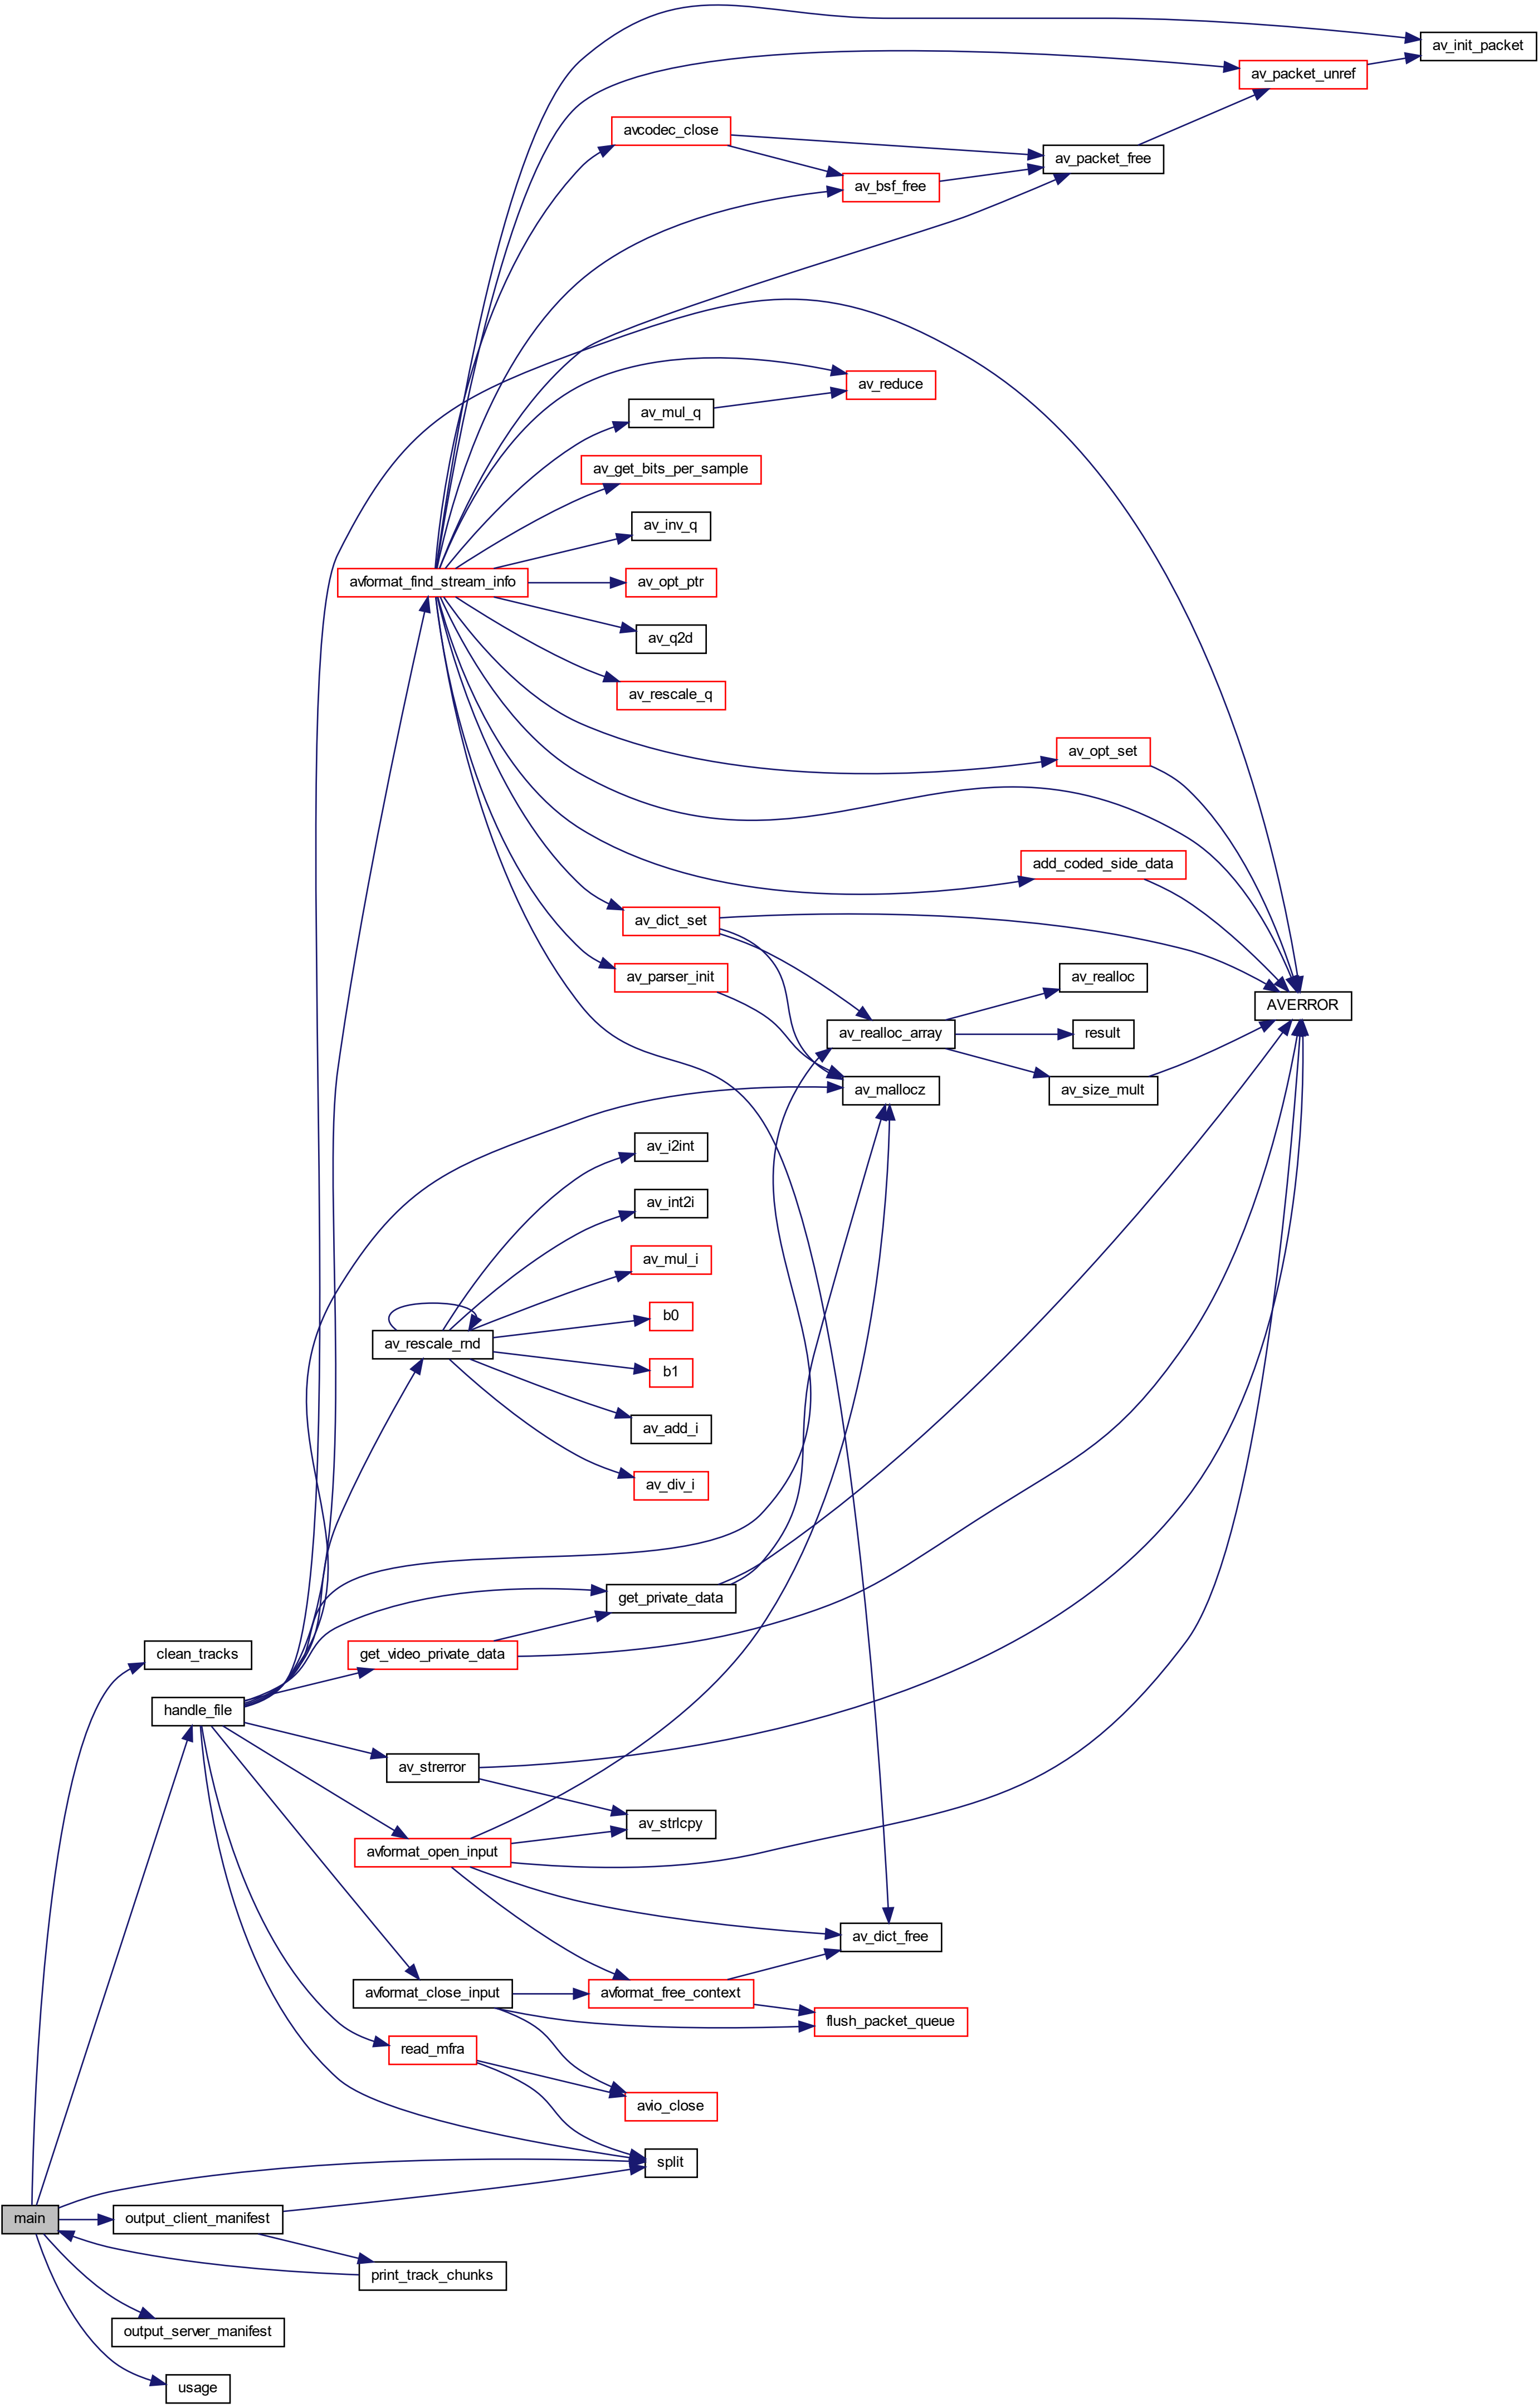 av_init_packet
av_packet_unref
avcodec_close
av_packet_free
av_bsf_free
av_reduce
av_mul_q
av_get_bits_per_sample
av_inv_q
avformat_find_stream_info
av_opt_ptr
av_q2d
av_rescale_q
av_opt_set
add_coded_side_data
av_dict_set
av_parser_init
av_realloc
AVERROR
av_realloc_array
result
av_mallocz
av_size_mult
av_i2int
av_int2i
av_mul_i
b0
av_rescale_rnd
b1
av_add_i
av_div_i
get_private_data
clean_tracks
get_video_private_data
handle_file
av_strerror
av_strlcpy
avformat_open_input
av_dict_free
avformat_close_input
avformat_free_context
flush_packet_queue
read_mfra
avio_close
split
main
output_client_manifest
print_track_chunks
output_server_manifest
usage